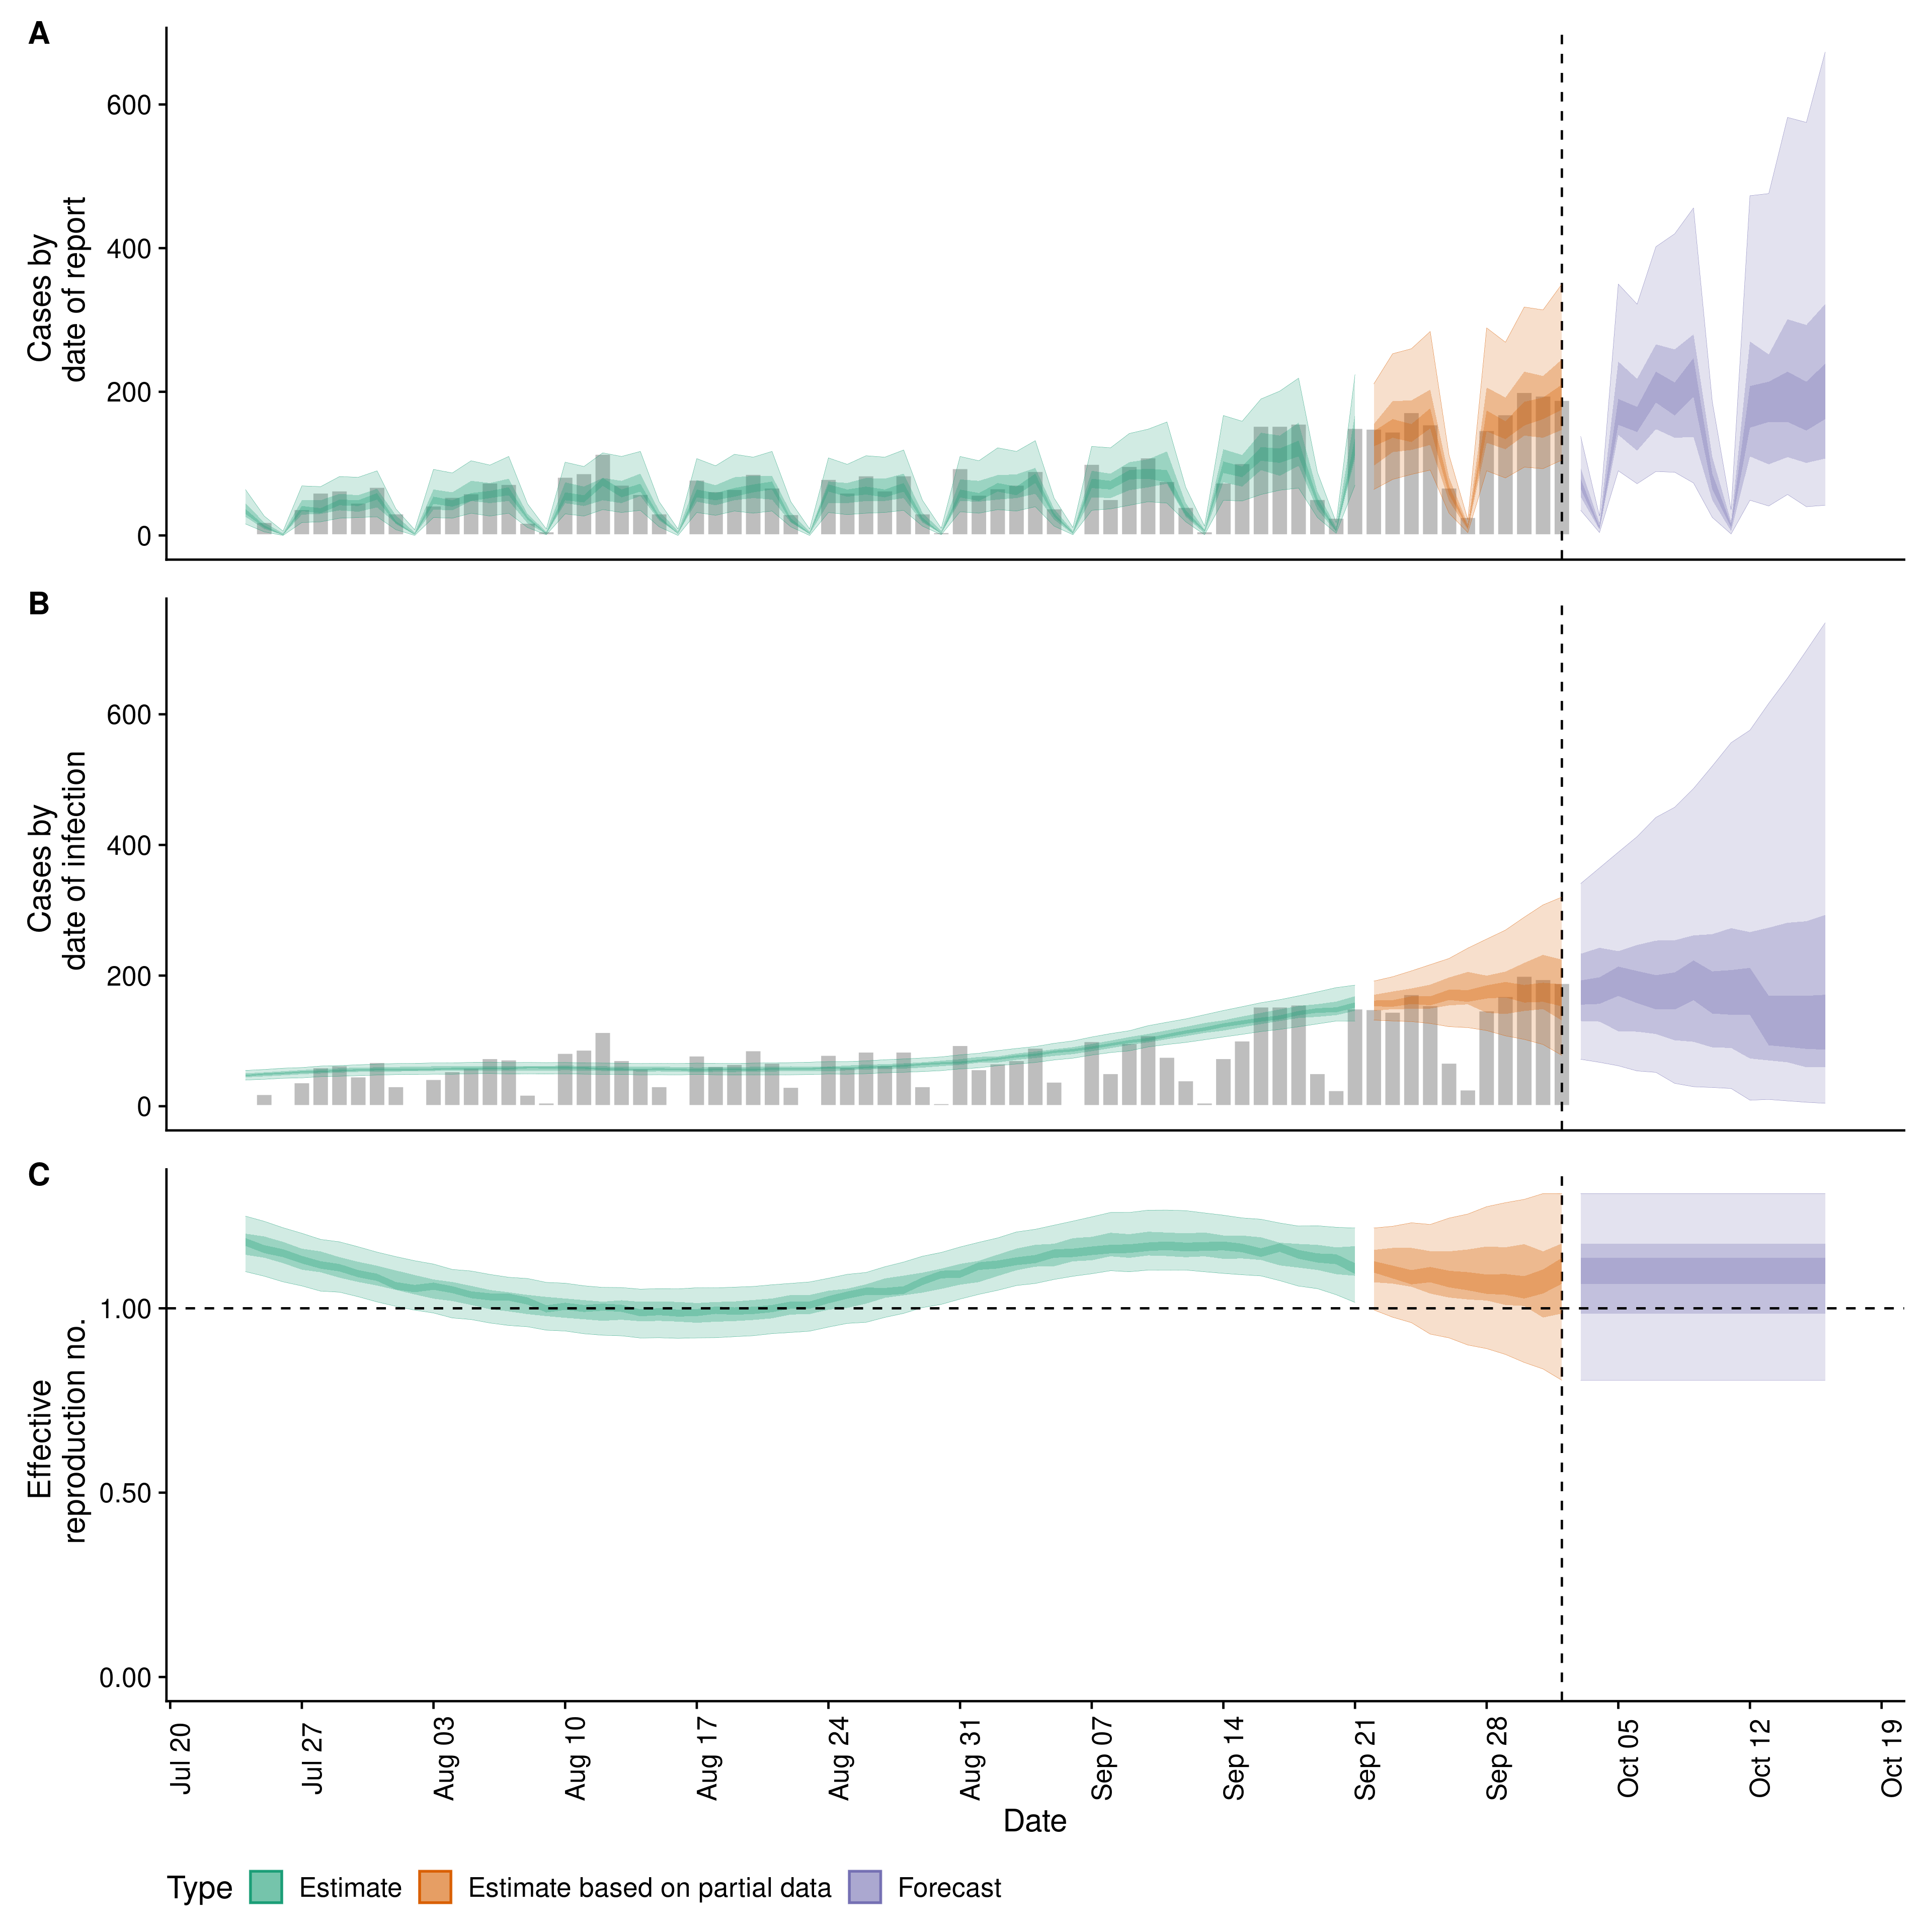 A
600
400
200
0
Cases by
date of report
B
600
400
200
0
Cases by
date of infection
C
1.00
0.50
0.00
Effective
reproduction no.
Jul 20
Jul 27
Aug 03
Aug 10
Aug 17
Aug 24
Aug 31
Sep 07
Sep 14
Sep 21
Sep 28
Oct 05
Oct 12
Oct 19
Date
Type Estimate Estimate based on partial data Forecast